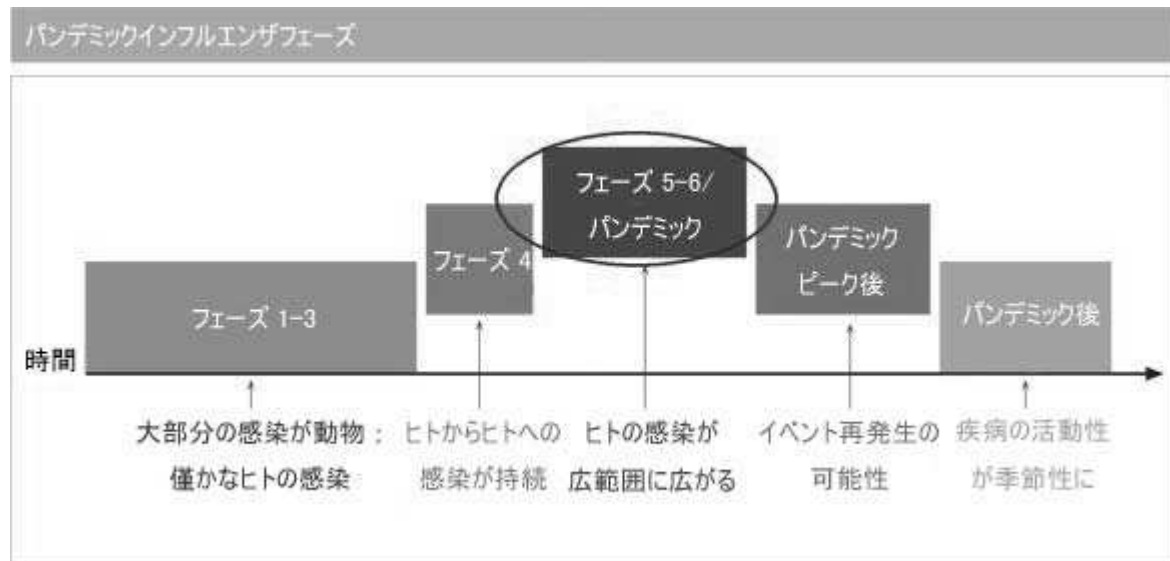 パンデミックインフルエンザフェーズ
フェーズ 5-6/
パンデミック
フェーズ 4
パンデミック
ピーク後
フェーズ 1-3
パンデミック後
時間
大部分の感染が動物：
僅かなヒトの感染
ヒトからヒトへの
感染が持続
ヒトの感染が
広範囲に広がる
イベント再発生の
可能性
疾病の活動性
が季節性に